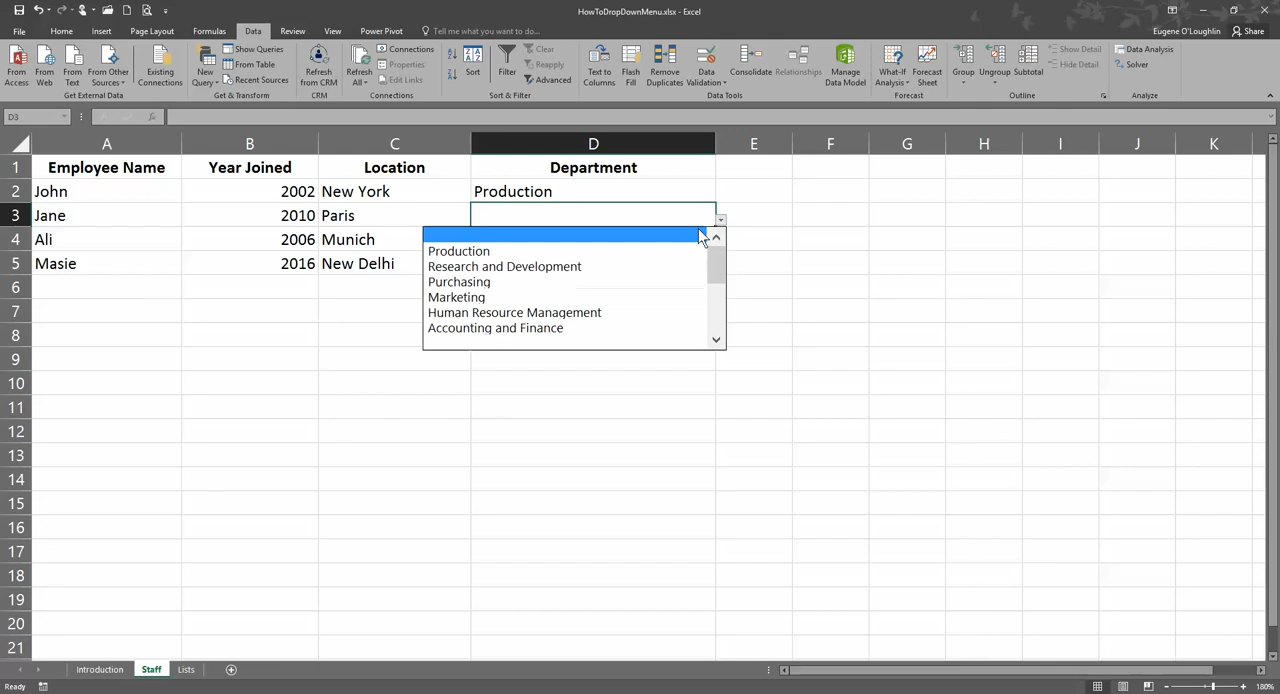 HowToDropDownMenu.xlsx - Excel
File Home Insert Page Layout Formulas Data Review View Power Pivot Tell me what you want to do... Eugene O'Loughlin Share
From Access
From Web
From Text
From Other Sources
Existing Connections
Get External Data
New Query
Show Queries
From Table
Recent Sources
Get & Transform
Refresh from CRM
CRM
Refresh All
Connections
Properties
Edit Links
Connections
Sort
Filter
Clear
Reapply
Advanced
Sort & Filter
Text to Columns
Flash Fill
Remove Duplicates
Data Validation
Consolidate
Relationships
Manage Data Model
Data Tools
What-If Analysis
Forecast Sheet
Forecast
Group
Ungroup
Subtotal
Show Detail
Hide Detail
Outline
Data Analysis
Solver
Analyze
D3 fx
A B C D E F G H I J K
1 Employee Name Year Joined Location Department
2 John 2002 New York Production
3 Jane 2010 Paris
4 Ali 2006 Munich
5 Masie 2016 New Delhi
Production
Research and Development
Purchasing
Marketing
Human Resource Management
Accounting and Finance
6
7
8
9
10
11
12
13
14
15
16
17
18
19
20
21
Introduction Staff Lists
Ready 180%